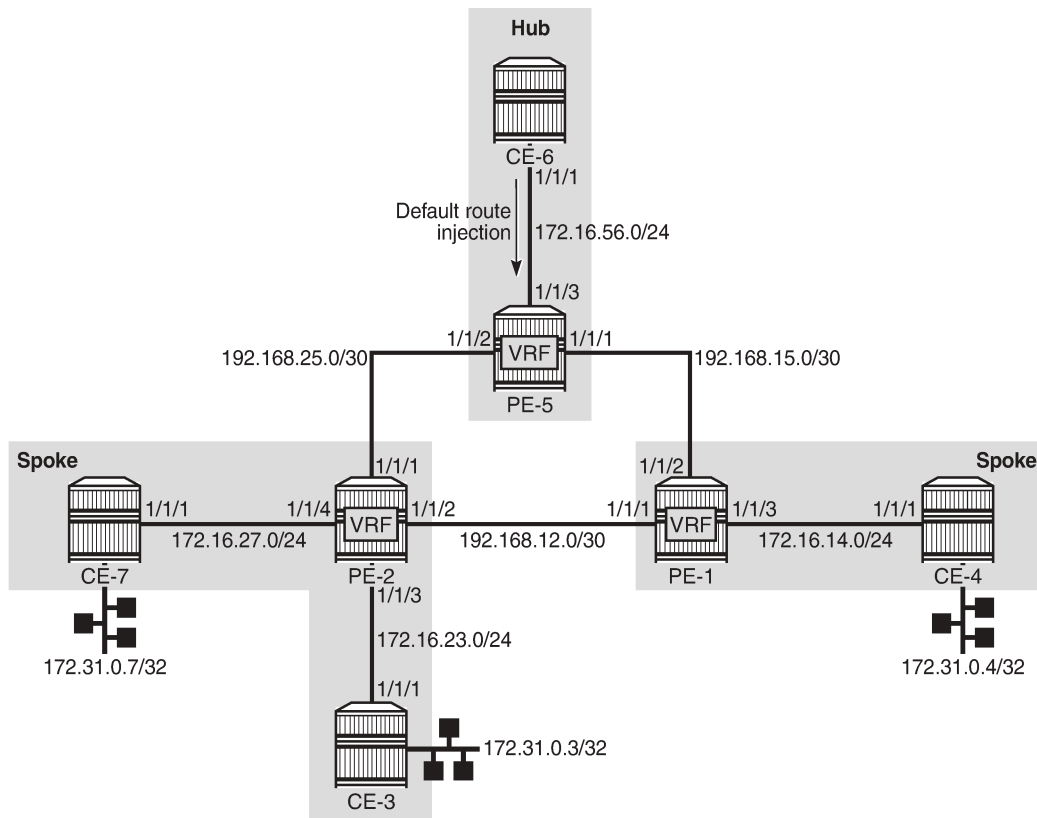 Hub
CE-6
1/1/1
Default route
injection
172.16.56.0/24
1/1/3
1/1/2
VRF
1/1/1
192.168.25.0/30
192.168.15.0/30
PE-5
Spoke
Spoke
1/1/1
1/1/2
1/1/1
1/1/4
VRF
1/1/2
1/1/1
VRF
1/1/3
1/1/1
172.16.27.0/24
192.168.12.0/30
172.16.14.0/24
CE-7
PE-2
PE-1
CE-4
1/1/3
172.16.23.0/24
172.31.0.7/32
172.31.0.4/32
1/1/1
172.31.0.3/32
CE-3